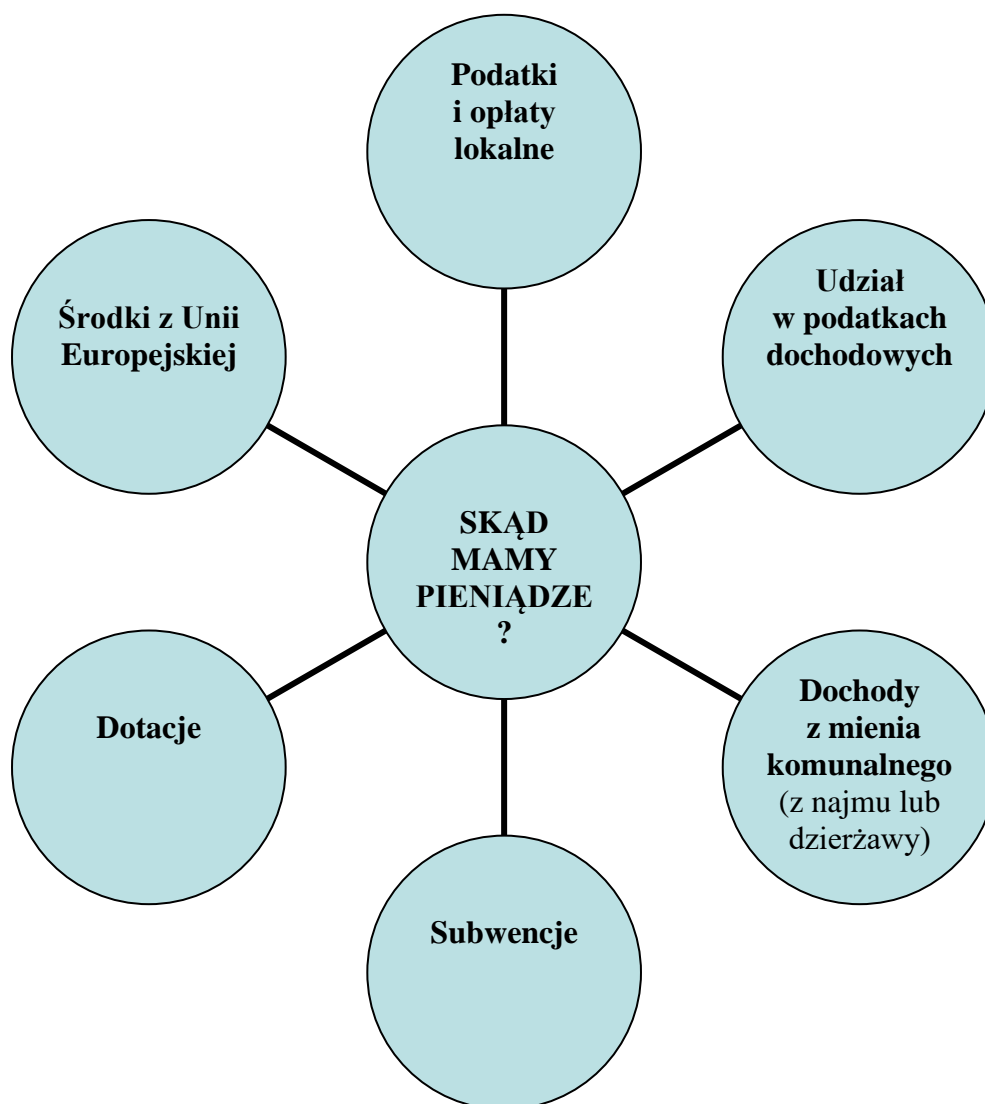 Podatki
i opłaty
lokalne
Udział
w podatkach
dochodowych
Środki z Unii
Europejskiej
SKĄD
MAMY
PIENIĄDZE
?
Dochody
z mienia
komunalnego
(z najmu lub
dzierżawy)
Dotacje
Subwencje